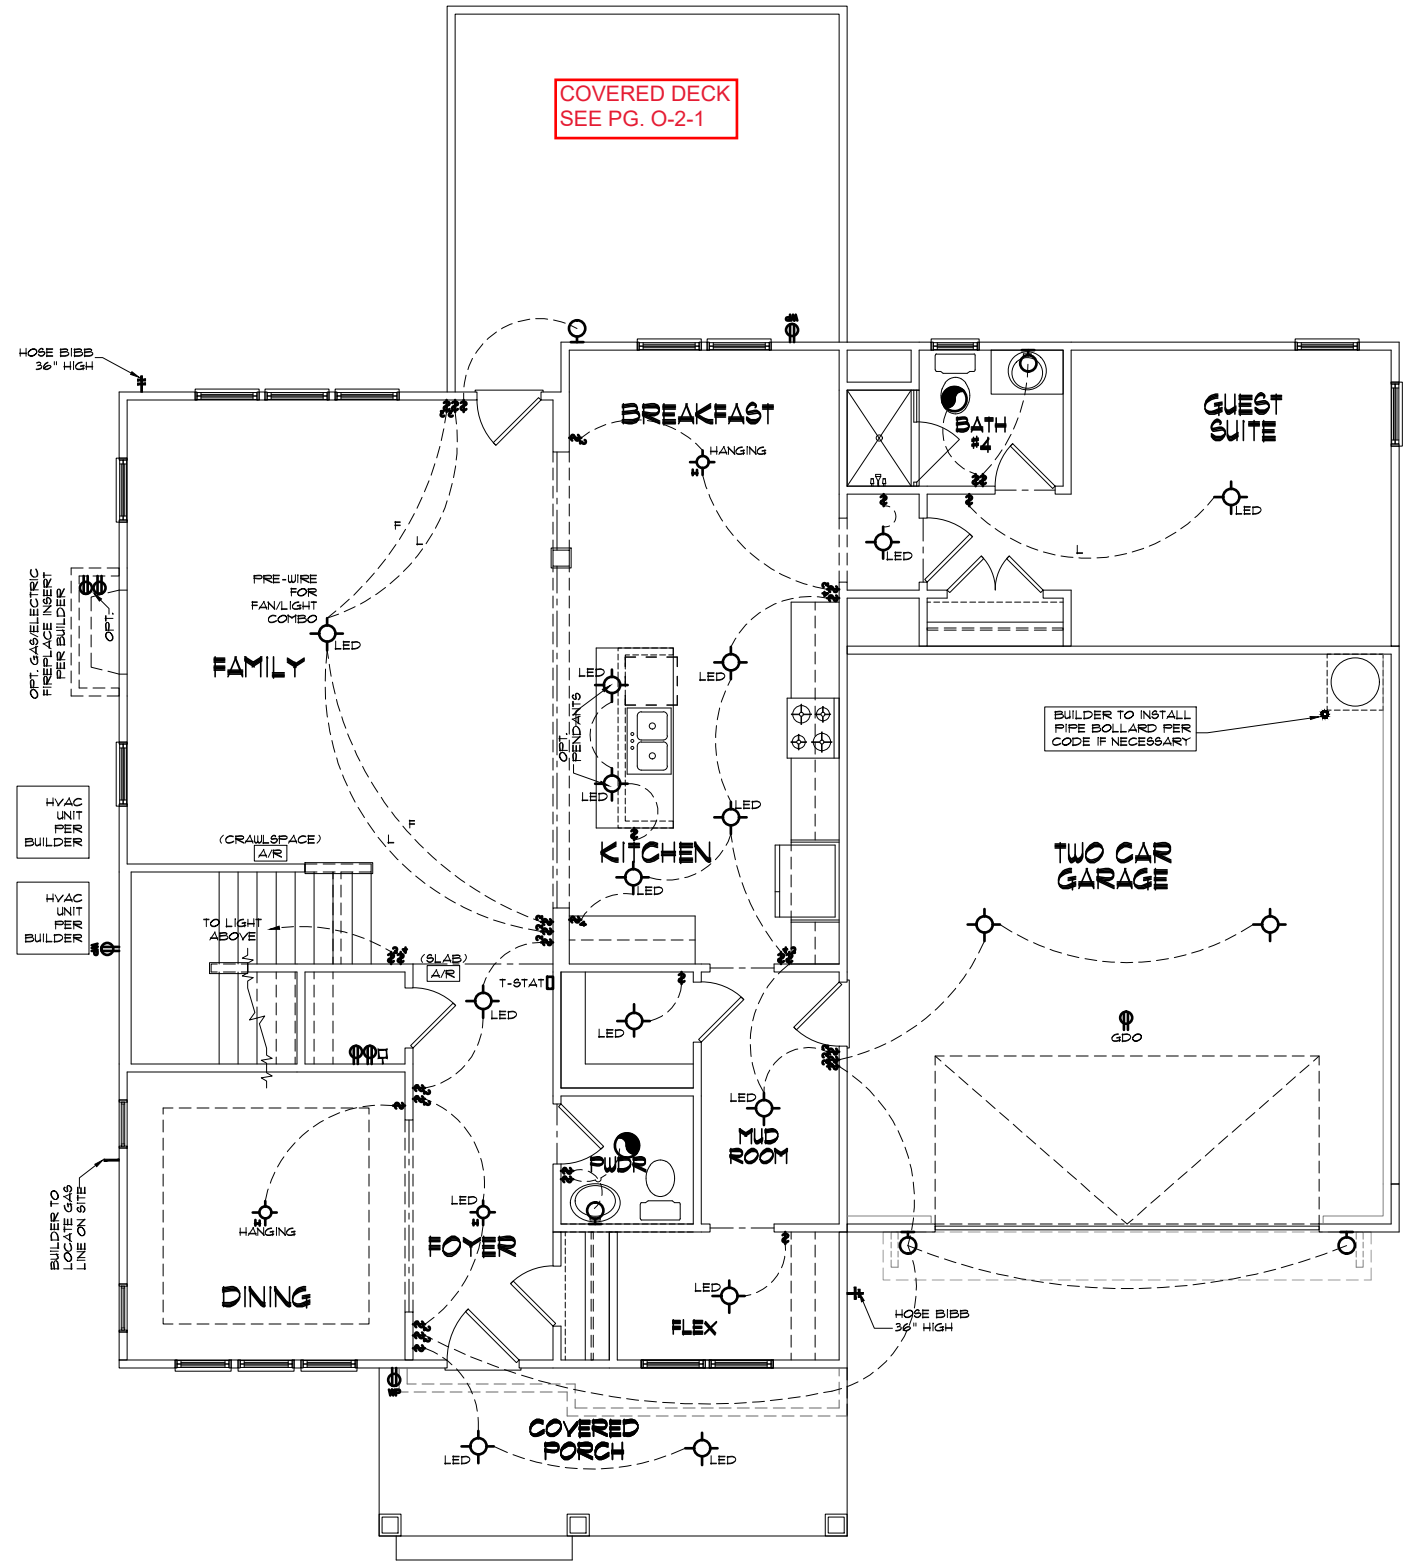 COVERED DECK
SEE PG. O-2-1
HOSE BIBB
36" HIGH
WP
BREAKFAST
HANGING
BATH
#4
GUEST
SUITE
LED
LED
F
L
L
PRE-WIRE
FOR
FAN/LIGHT
COMBO
LED
FAMILY
OPT. GAS/ELECTRIC
FIREPLACE INSERT
PER BUILDER
OPT.
LED
LED
OPT.
PENDANTS
LED
LED
BUILDER TO INSTALL
PIPE BOLLARD PER
CODE IF NECESSARY
HVAC
UNIT
PER
BUILDER
F
L
(CRAWLSPACE)
A/R
KITCHEN
LED
TWO CAR
GARAGE
HVAC
UNIT
PER
BUILDER
TO LIGHT
ABOVE
(SLAB)
A/R
T-STAT
LED
LED
GDO
LED
MUD
ROOM
PWDR
BUILDER TO
LOCATE GAS
LINE ON SITE
HANGING
LED
FOYER
DINING
LED
FLEX
HOSE BIBB
36" HIGH
COVERED
PORCH
LED
LED